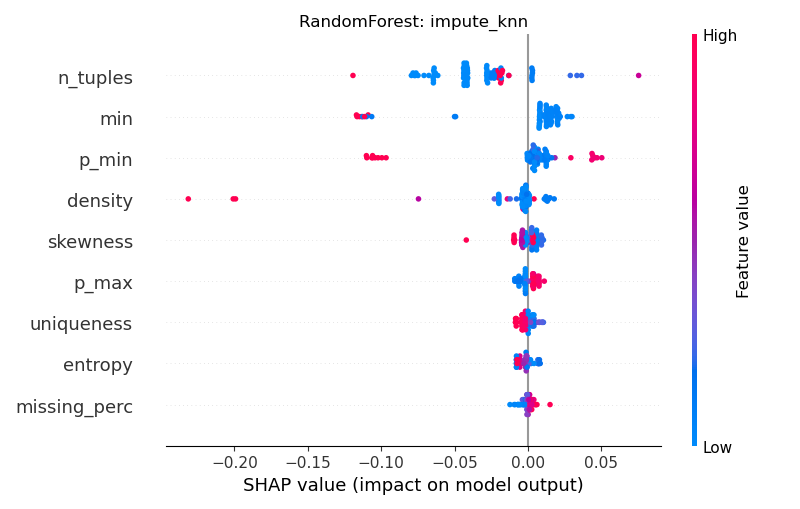 RandomForest: impute_knn
High
n_tuples
min
p_min
density
skewness
p_max
uniqueness
entropy
missing_perc
Feature value
Low
−0.20 −0.15 −0.10 −0.05 0.00 0.05
SHAP value (impact on model output)